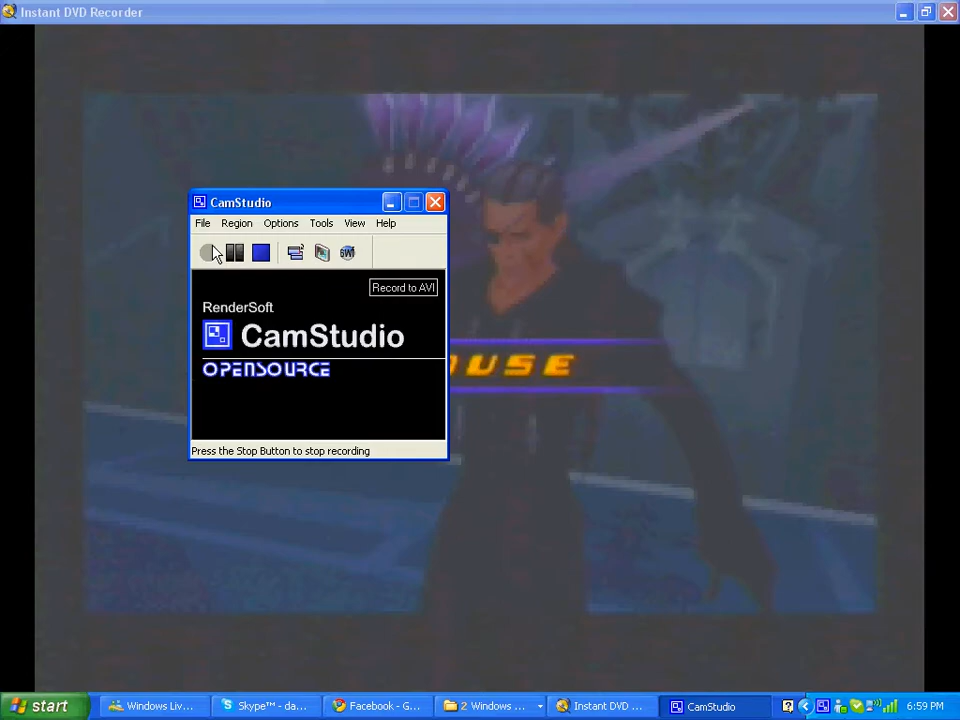 Instant DVD Recorder
CamStudio
File Region Options Tools View Help
SWF
Record to AVI
RenderSoft
CamStudio
OPENSOURCE
USE
Press the Stop Button to stop recording
start Windows Liv... Skype™ - da... Facebook - G... 2 Windows ... Instant DVD ... CamStudio 6:59 PM